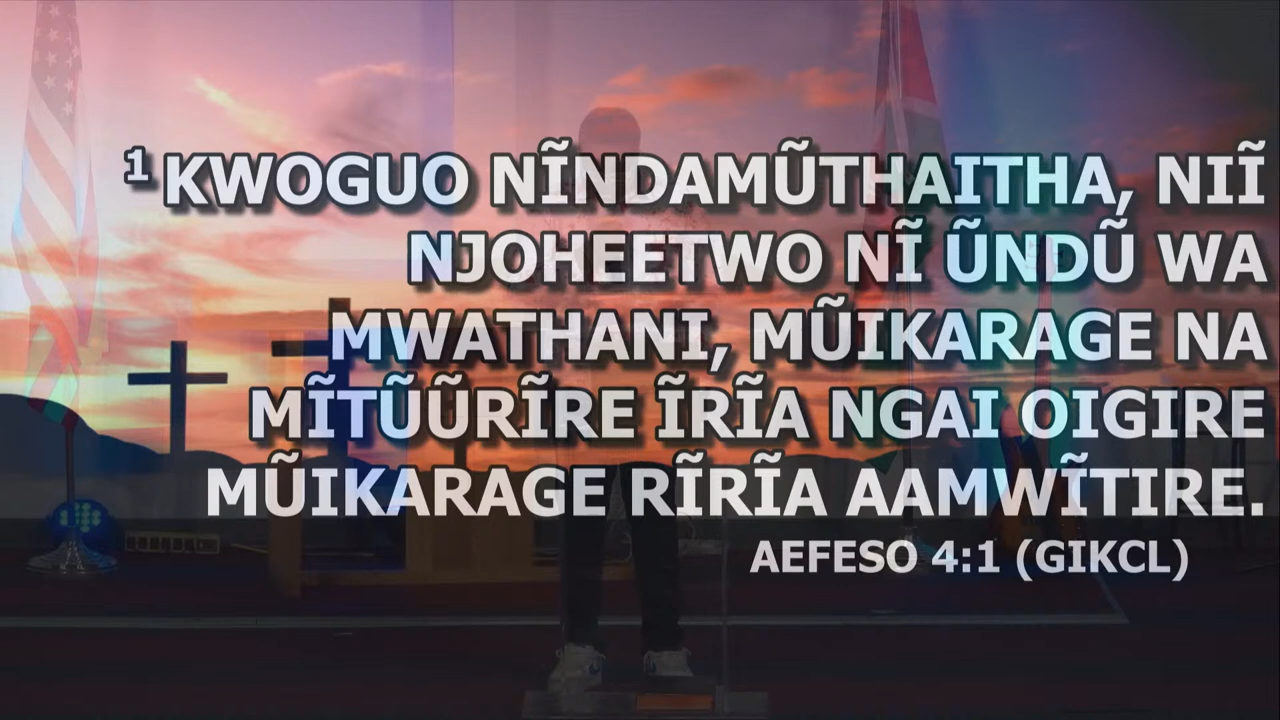 1 KWOGUO NĨNDAMŨTHAITHA, NIĨ
NJOHEETWO NĨ ŨNDŨ WA
MWATHANI, MŨIKARAGE NA
MĨTŨŨRĨRE ĨRĨA NGAI OIGIRE
MŨIKARAGE RĨRĨA AAMWĨTIRE.
AEFESO 4:1 (GIKCL)